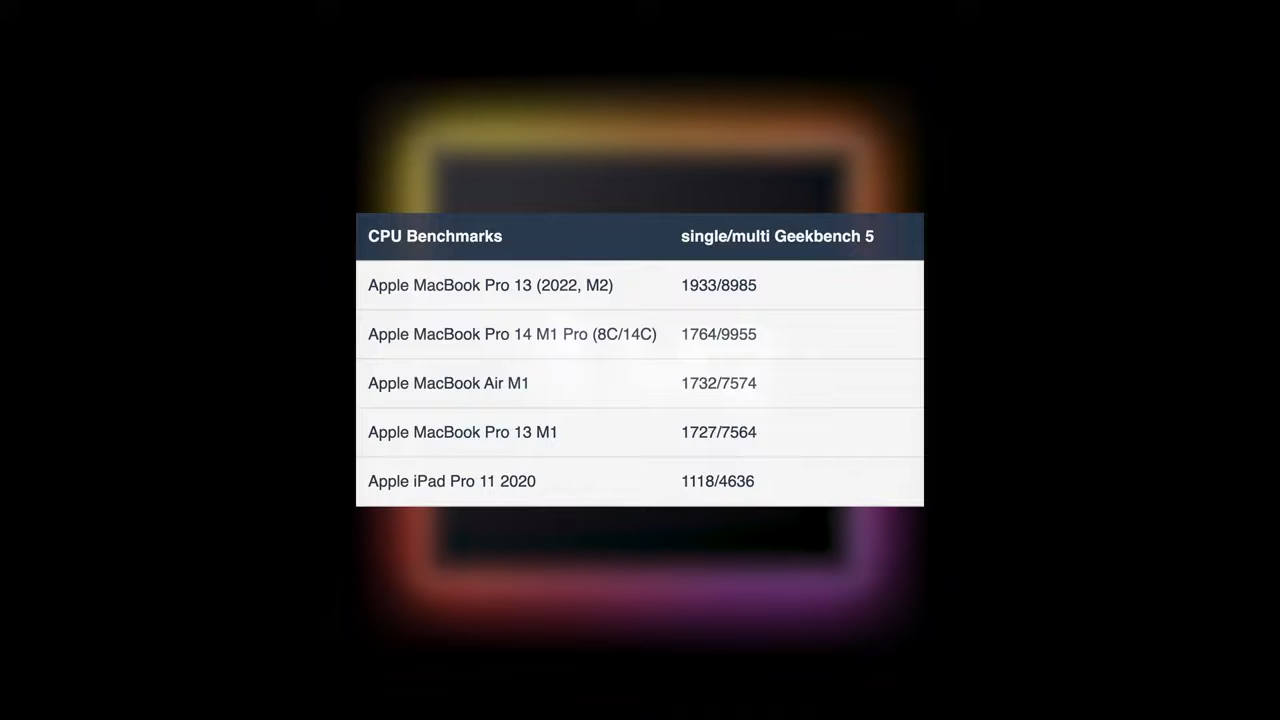 CPU Benchmarks single/multi Geekbench 5
Apple MacBook Pro 13 (2022, M2) 1933/8985
Apple MacBook Pro 14 M1 Pro (8C/14C) 1764/9955
Apple MacBook Air M1 1732/7574
Apple MacBook Pro 13 M1 1727/7564
Apple iPad Pro 11 2020 1118/4636